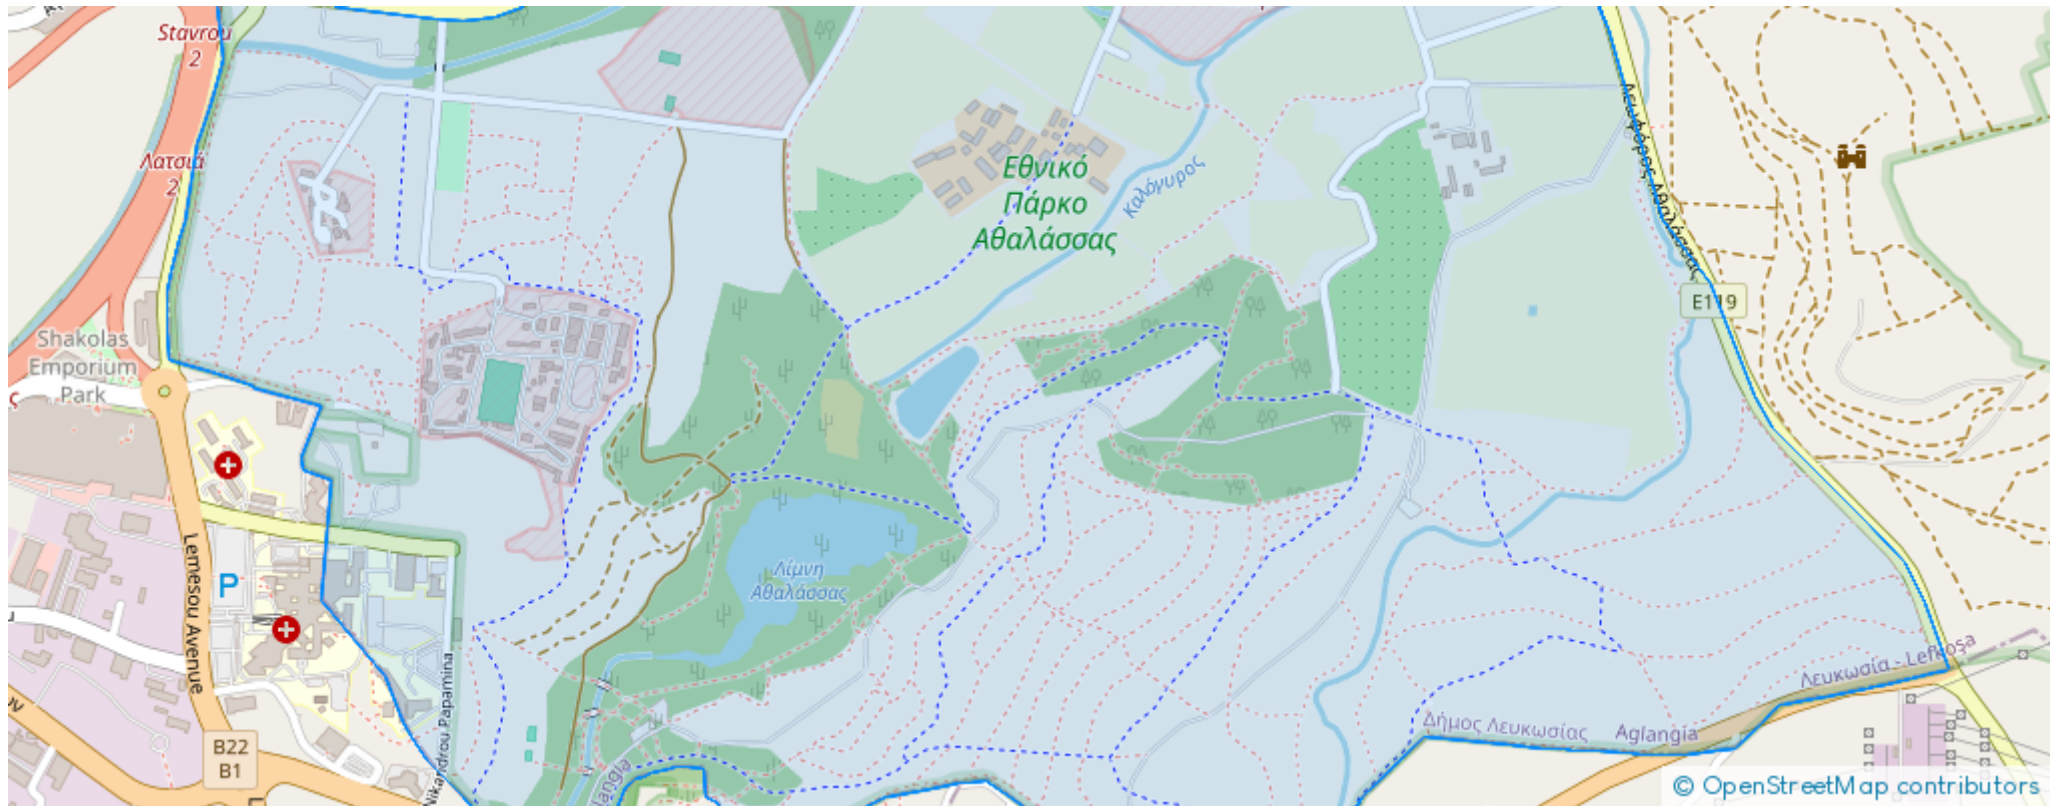 Stavrou
2
Λατσιά
2
Λεωφόρος Αθαλάσσας
Εθνικό
Πάρκο
Αθαλάσσας
Καλόγυρος
E119
Shakolas
Emporium
Park
Lemesou Avenue
P
Λίμνη
Αθαλάσσας
Nikandrou Papamina
Λευκωσία - Lefkoşa
Δήμος Λευκωσίας
Aglangia
B22
B1
© OpenStreetMap contributors